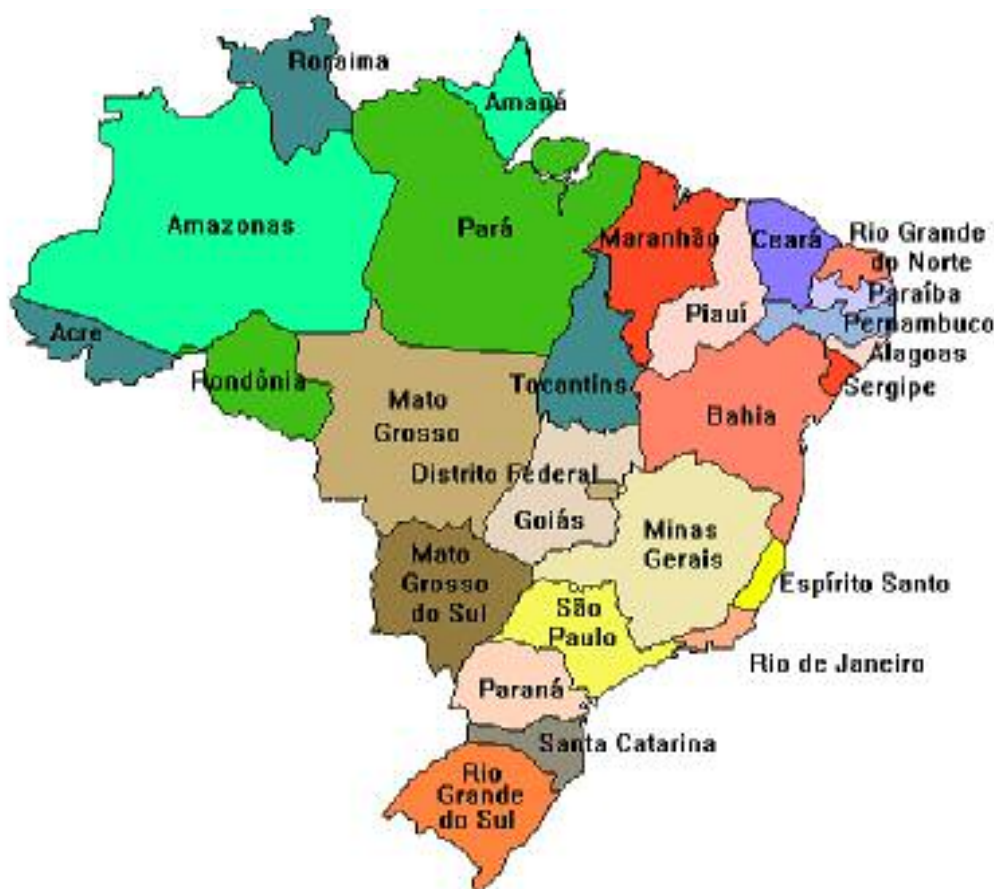 Roraima
Amapá
Amazonas
Pará
Maranhão
Ceará
Rio Grande
do Norte
Piauí
Paraíba
Pernambuco
Acre
Alagoas
Rondônia
Tocantins
Sergipe
Mato
Grosso
Bahia
Distrito Federal
Goiás
Minas
Gerais
Mato
Grosso
do Sul
Espírito Santo
São
Paulo
Rio de Janeiro
Paraná
Santa Catarina
Rio
Grande
do Sul